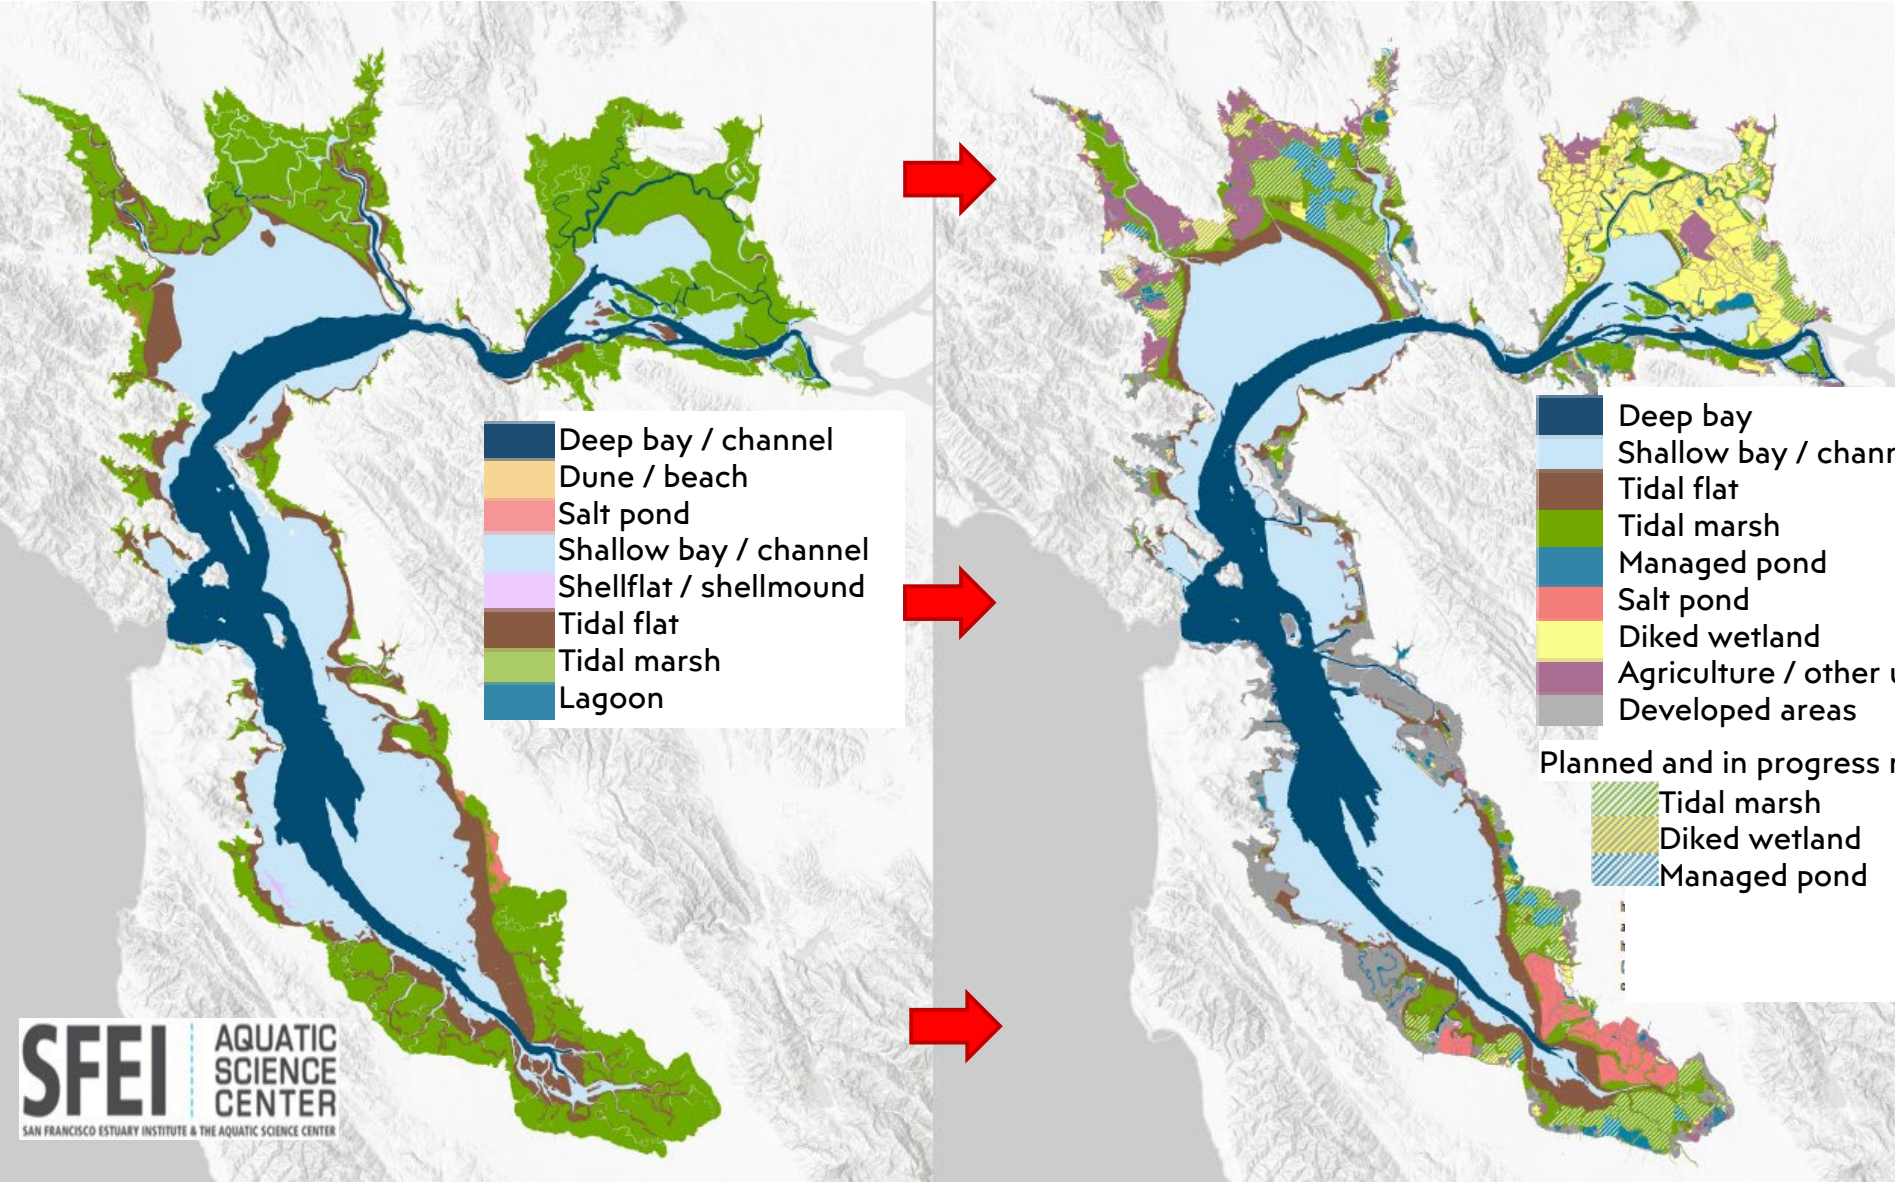 Deep bay / channel
Dune / beach
Salt pond
Shallow bay / channel
Shellflat / shellmound
Tidal flat
Tidal marsh
Lagoon
Deep bay
Shallow bay / chann
Tidal flat
Tidal marsh
Managed pond
Salt pond
Diked wetland
Agriculture / other u
Developed areas
Planned and in progress r
Tidal marsh
Diked wetland
Managed pond
SFEI
AQUATIC
SCIENCE
CENTER
SAN FRANCISCO ESTUARY INSTITUTE & THE AQUATIC SCIENCE CENTER